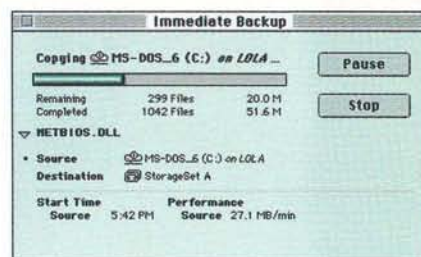 Immediate Backup
Copying MS-DOS_6 (C:) on LOLA ...
Pause
Remaining 299 Files 20.0 M
Completed 1042 Files 51.6 M
Stop
NETBIOS.DLL
• Source MS-DOS_6 (C:) on LOLA
Destination StorageSet A
Start Time Performance
Source 5:42 PM Source 27.1 MB/min